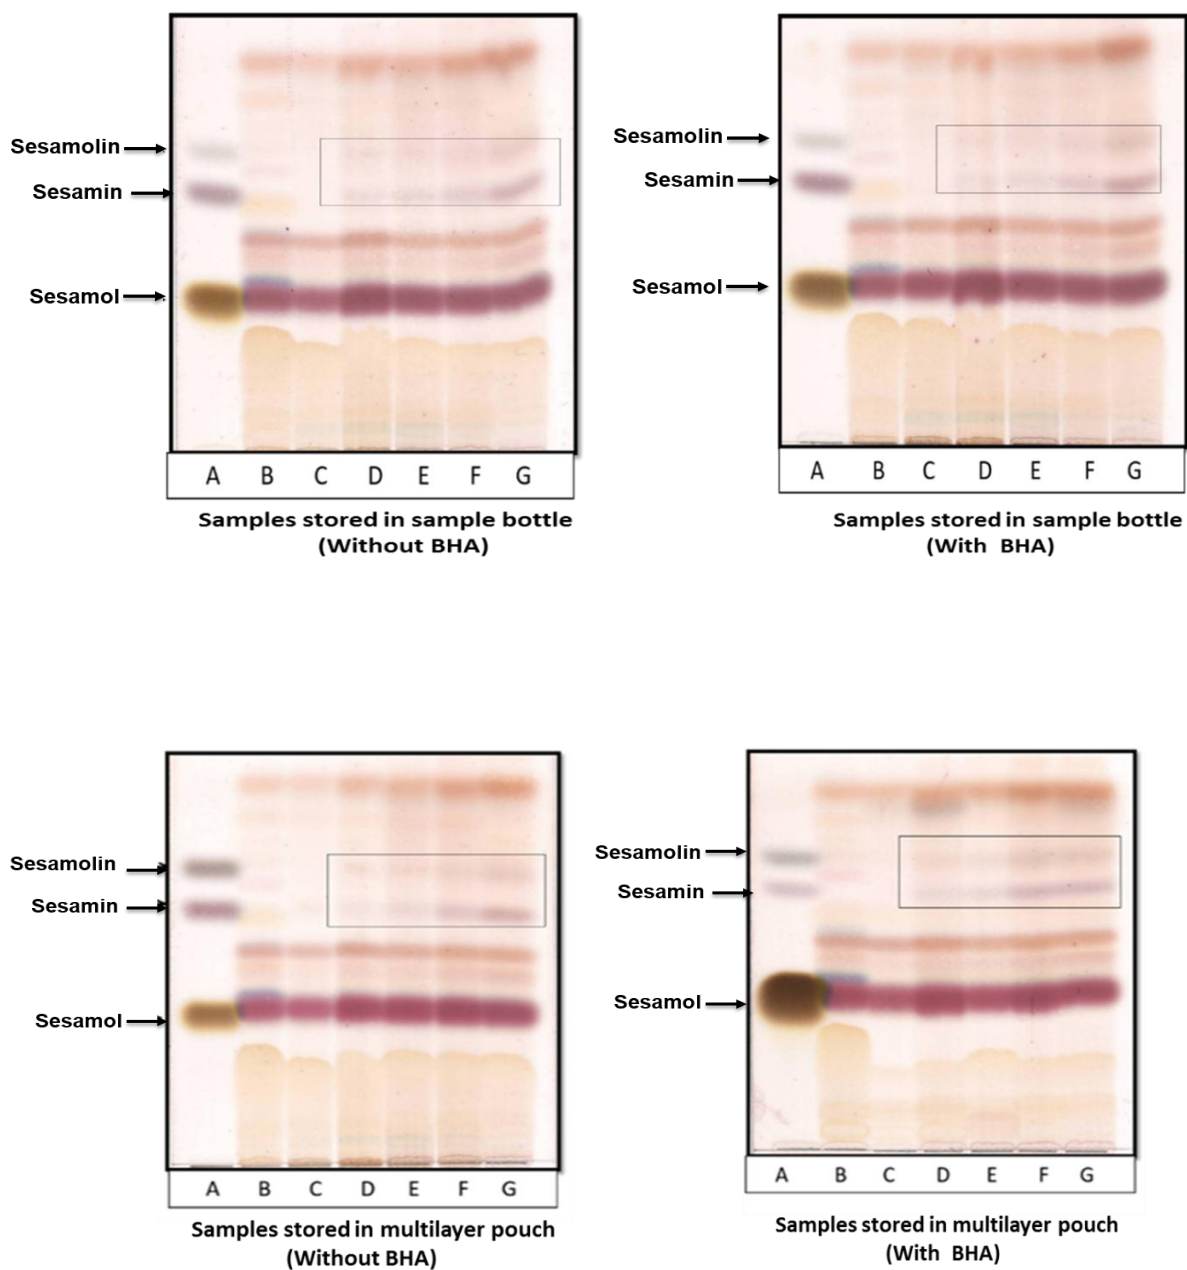 Sesamolin
Sesamin
Sesamol
A B C D E F G
Samples stored in sample bottle
(Without BHA)
Sesamolin
Sesamin
Sesamol
A B C D E F G
Samples stored in sample bottle
(With BHA)
Sesamolin
Sesamin
Sesamol
A B C D E F G
Samples stored in multilayer pouch
(Without BHA)
Sesamolin
Sesamin
Sesamol
A B C D E F G
Samples stored in multilayer pouch
(With BHA)